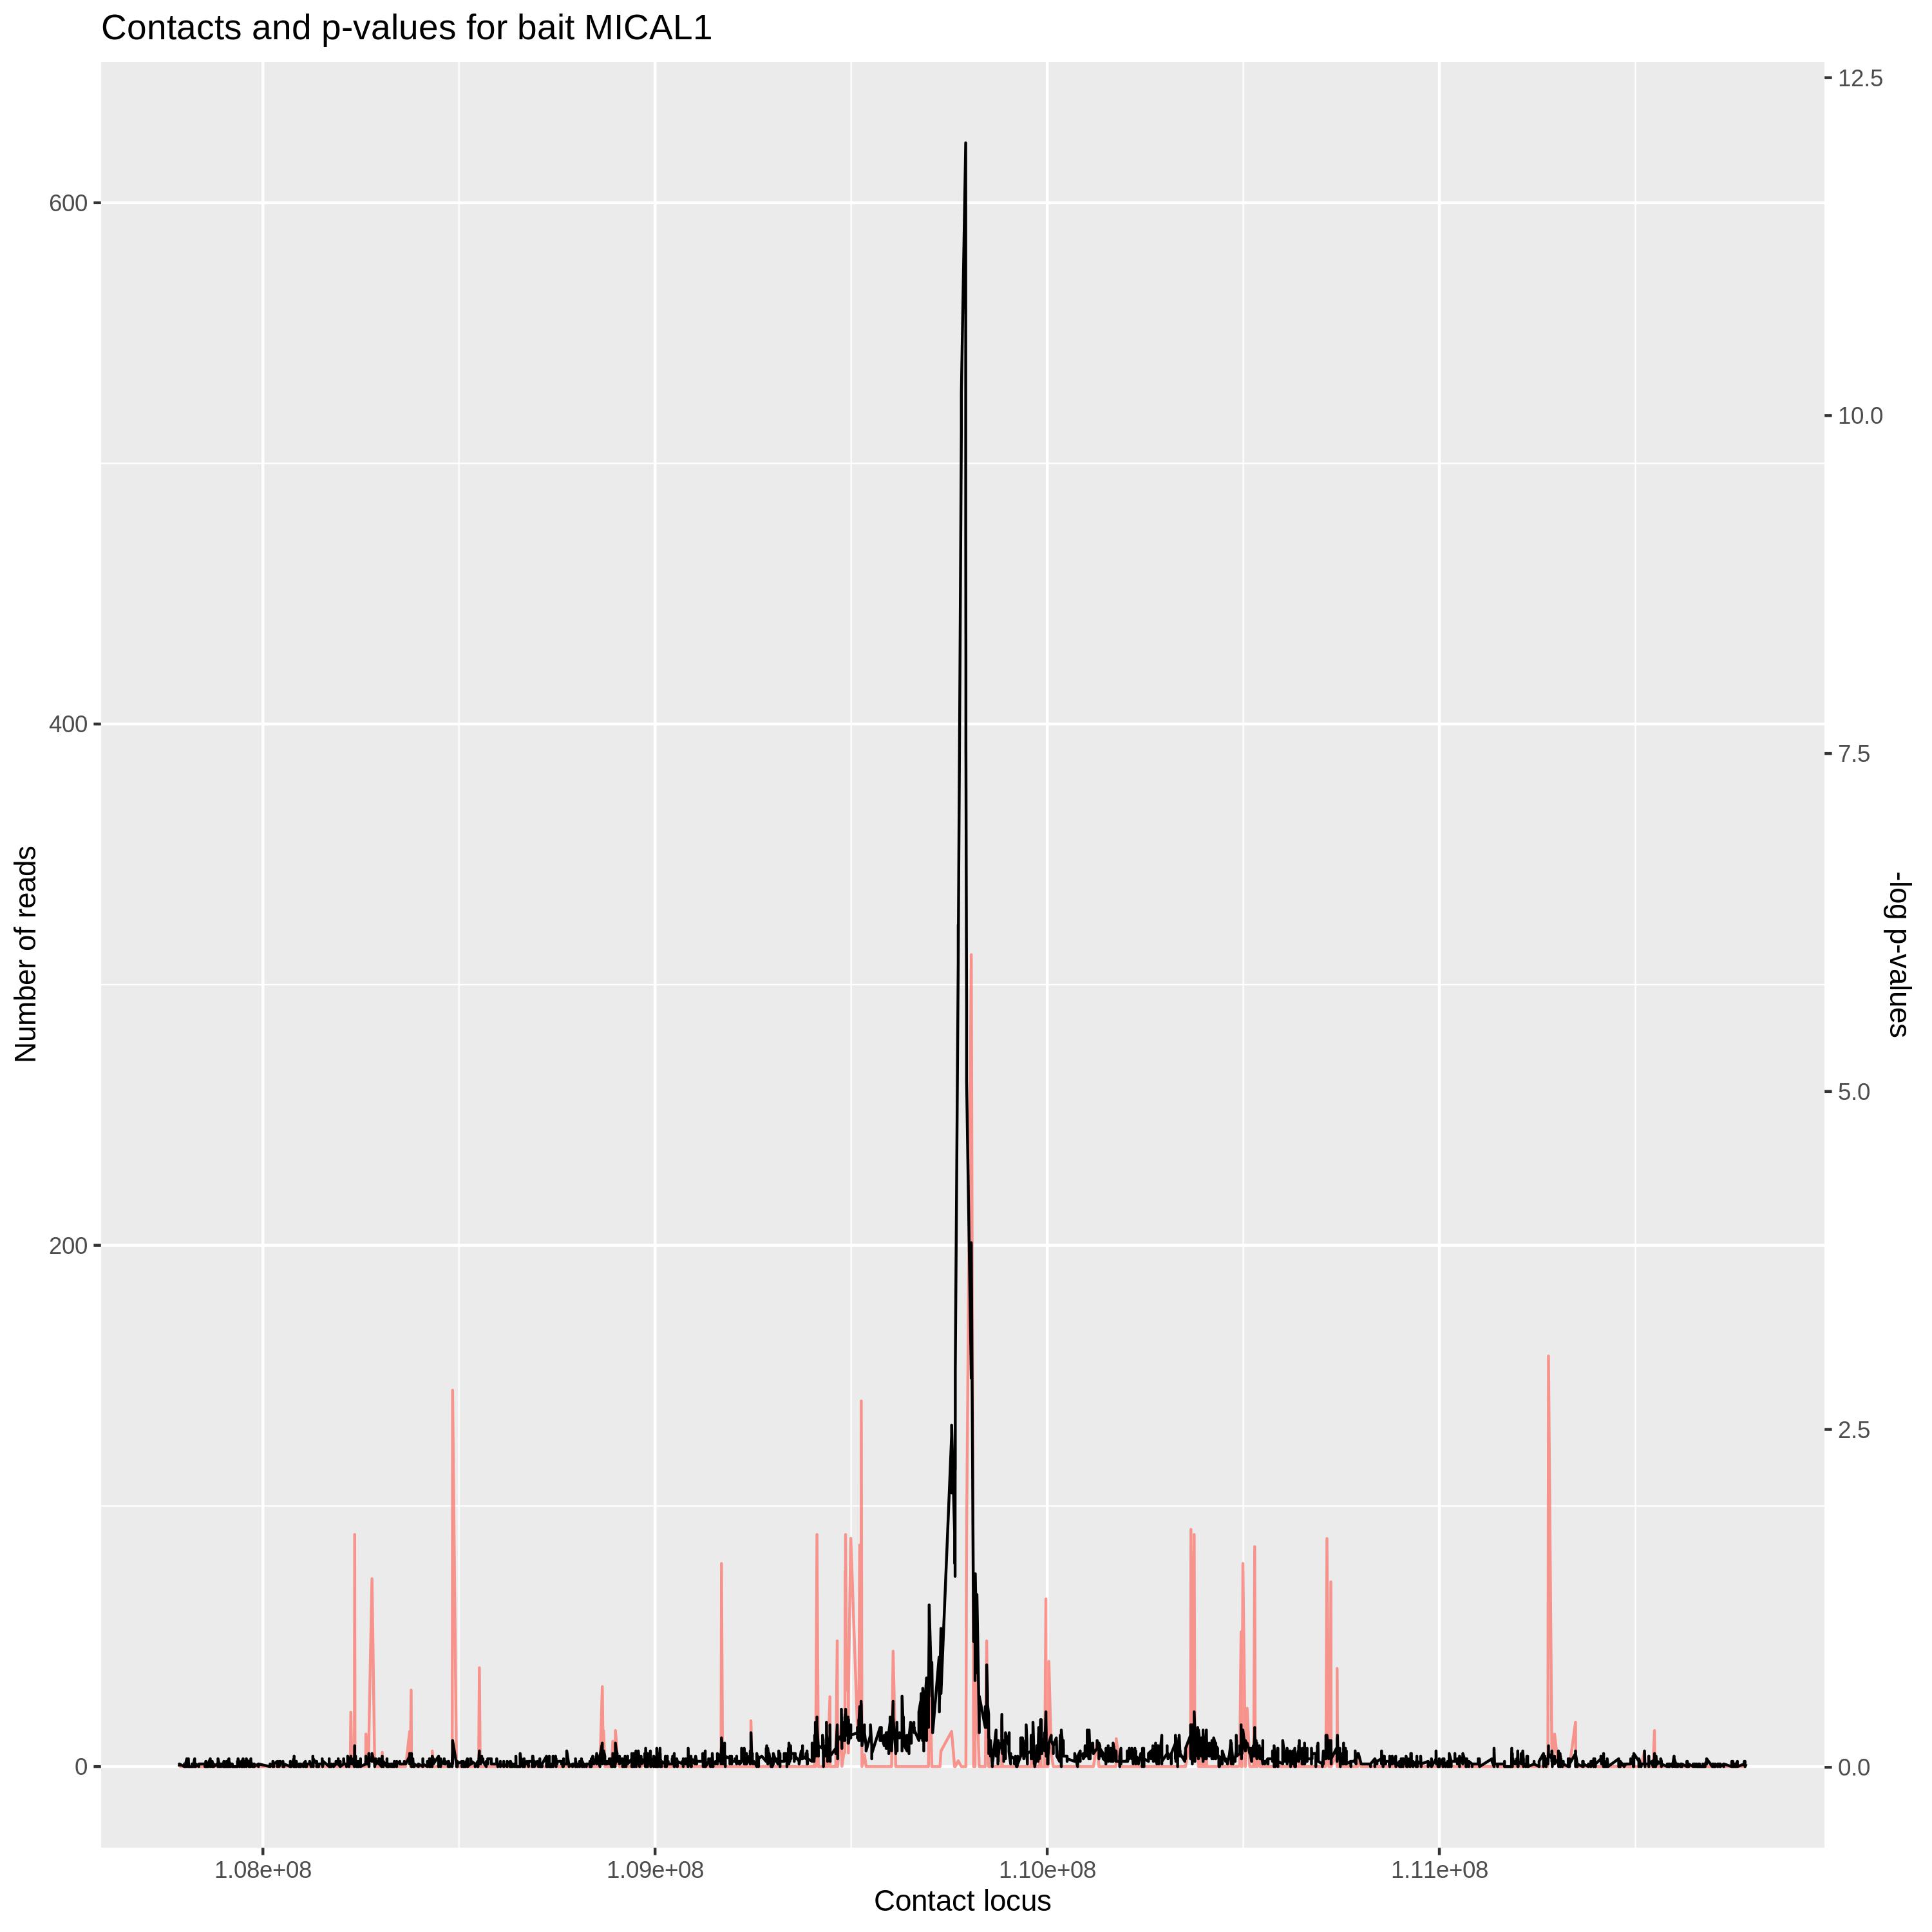 Contacts and p-values for bait MICAL1
12.5
600
10.0
400
7.5
Number of reads
-log p-values
5.0
200
2.5
0
0.0
1.08e+08
1.09e+08
1.10e+08
1.11e+08
Contact locus